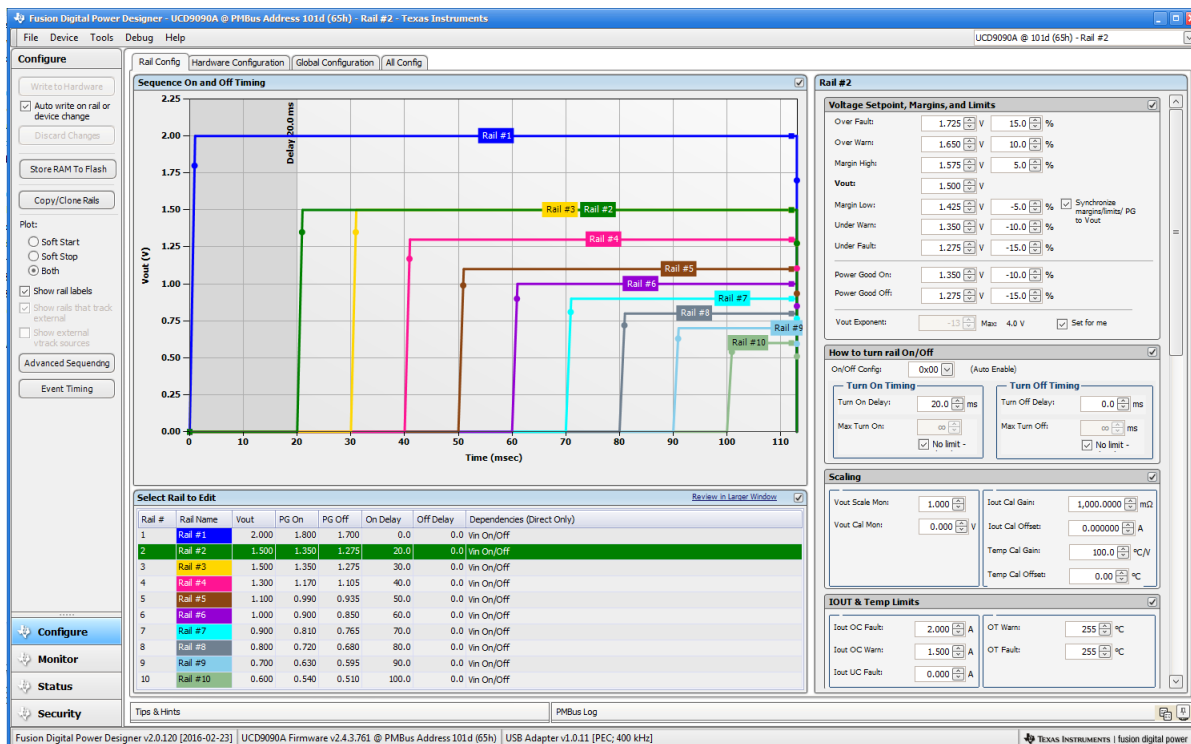 Fusion Digital Power Designer - UCD9090A @ PMBus Address 101d (65h) - Rail #2 - Texas Instruments
File Device Tools Debug Help
UCD9090A @ 101d (65h) - Rail #2
Configure
Write to Hardware
Auto write on rail or
device change
Discard Changes
Store RAM To Flash
Copy/Clone Rails
Plot:
Soft Start
Soft Stop
Both
Show rail labels
Show rails that track
external
Show external
vtrack sources
Advanced Sequending
Event Timing
Configure
Monitor
Status
Security
Rail Config Hardware Configuration Global Configuration All Config
Sequence On and Off Timing
Vout (V)
2.25
2.00
1.75
1.50
1.25
1.00
0.75
0.50
0.25
0.00
Delay 20.0 ms
Rail #1
Rail #3 Rail #2
Rail #4
Rail #5
Rail #6
Rail #7
Rail #8
Rail #9
Rail #10
0 10 20 30 40 50 60 70 80 90 100 110
Time (msec)
Select Rail to Edit Review in Larger Window
Rail # Rail Name Vout PG On PG Off On Delay Off Delay Dependencies (Direct Only)
1 Rail #1 2.000 1.800 1.700 0.0 0.0 Vin On/Off
2 Rail #2 1.500 1.350 1.275 20.0 0.0 Vin On/Off
3 Rail #3 1.500 1.350 1.275 30.0 0.0 Vin On/Off
4 Rail #4 1.300 1.170 1.105 40.0 0.0 Vin On/Off
5 Rail #5 1.100 0.990 0.935 50.0 0.0 Vin On/Off
6 Rail #6 1.000 0.900 0.850 60.0 0.0 Vin On/Off
7 Rail #7 0.900 0.810 0.765 70.0 0.0 Vin On/Off
8 Rail #8 0.800 0.720 0.680 80.0 0.0 Vin On/Off
9 Rail #9 0.700 0.630 0.595 90.0 0.0 Vin On/Off
10 Rail #10 0.600 0.540 0.510 100.0 0.0 Vin On/Off
Rail #2
Voltage Setpoint, Margins, and Limits
Over Fault: 1.725 V 15.0 %
Over Warn: 1.650 V 10.0 %
Margin High: 1.575 V 5.0 %
Vout: 1.500 V
Margin Low: 1.425 V -5.0 % Synchronize
margins/limits/ PG
to Vout
Under Warn: 1.350 V -10.0 %
Under Fault: 1.275 V -15.0 %
Power Good On: 1.350 V -10.0 %
Power Good Off: 1.275 V -15.0 %
Vout Exponent: -13 Max: 4.0 V Set for me
How to turn rail On/Off
On/Off Config: 0x00 (Auto Enable)
Turn On Timing
Turn On Delay: 20.0 ms
Max Turn On: ∞ ms
No limit -
Turn Off Timing
Turn Off Delay: 0.0 ms
Max Turn Off: ∞ ms
No limit -
Scaling
Vout Scale Mon: 1.000
Vout Cal Mon: 0.000 V
Iout Cal Gain: 1,000.0000 mΩ
Iout Cal Offset: 0.000000 A
Temp Cal Gain: 100.0 ºC/V
Temp Cal Offset: 0.00 ºC
IOUT & Temp Limits
Iout OC Fault: 2.000 A
Iout OC Warn: 1.500 A
Iout UC Fault: 0.000 A
OT Warn: 255 ºC
OT Fault: 255 ºC
Tips & Hints PMBus Log
Fusion Digital Power Designer v2.0.120 [2016-02-23] UCD9090A Firmware v2.4.3.761 @ PMBus Address 101d (65h) USB Adapter v1.0.11 [PEC; 400 kHz] TEXAS INSTRUMENTS | fusion digital power